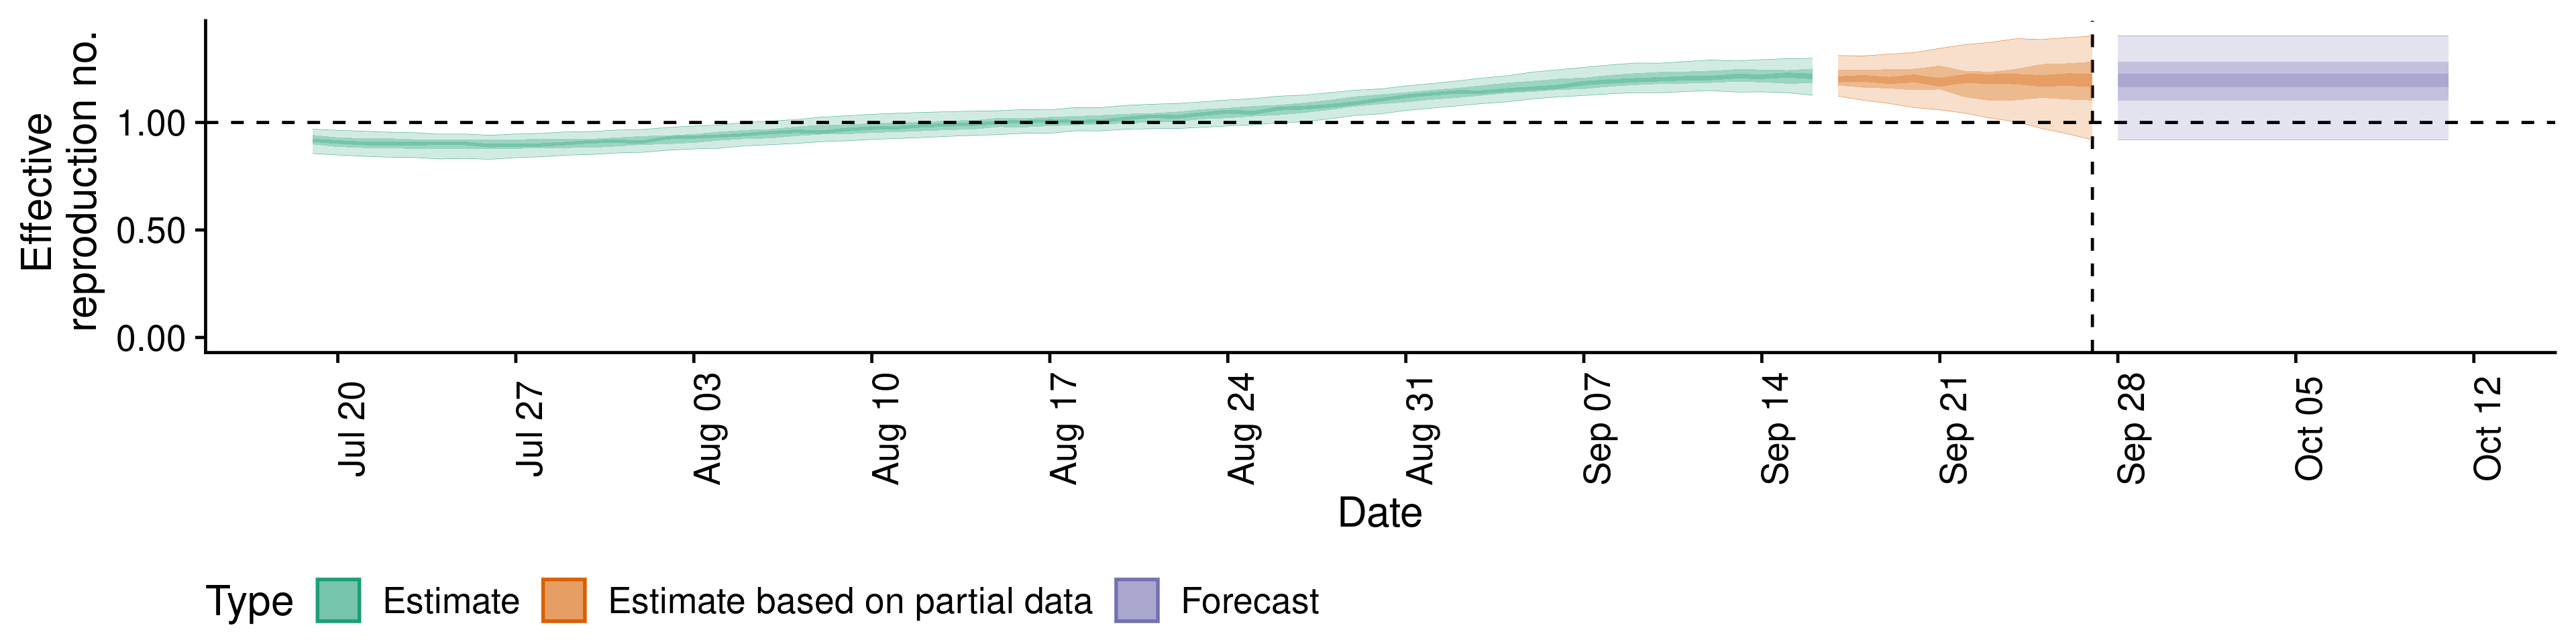 Effective
reproduction no.
1.00
0.50
0.00
Jul 20
Jul 27
Aug 03
Aug 10
Aug 17
Aug 24
Aug 31
Sep 07
Sep 14
Sep 21
Sep 28
Oct 05
Oct 12
Date
Type
Estimate
Estimate based on partial data
Forecast